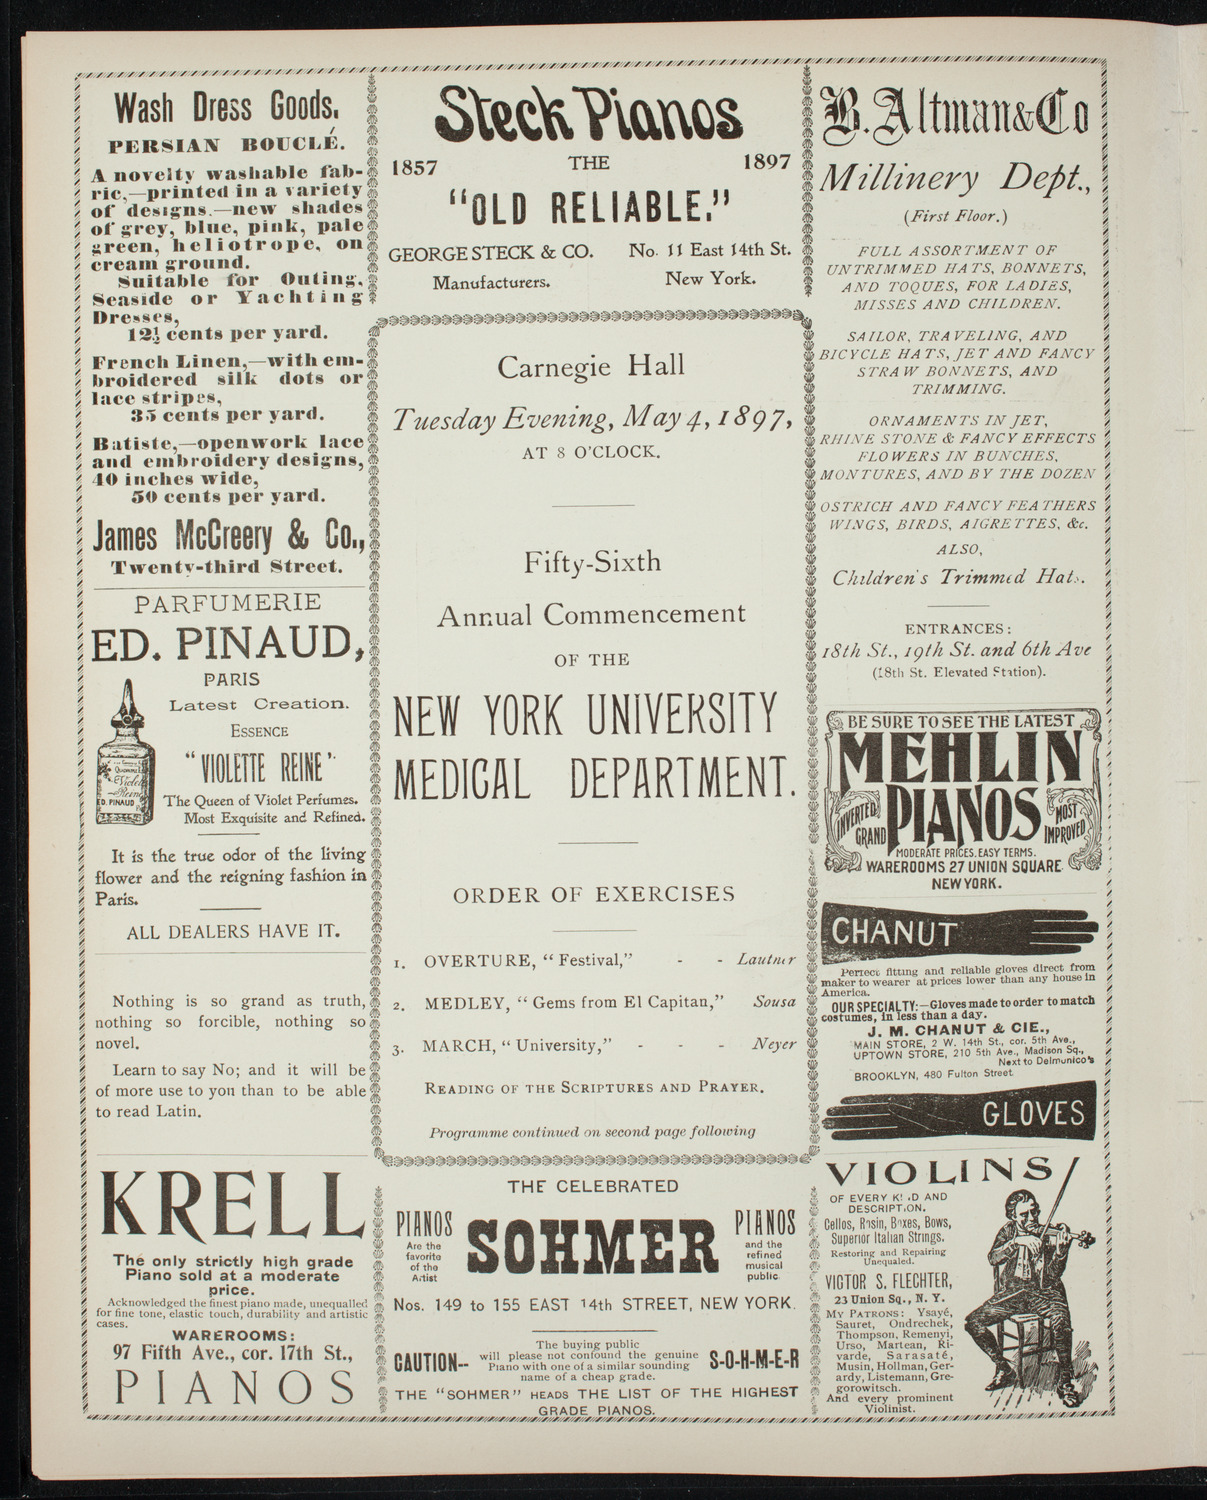 Wash Dress Goods.
PERSIAN BOUCLÉ.
A novelty washable fab-
ric,—printed in a variety
of designs.—new shades
of grey, blue, pink, pale
green, heliotrope, on
cream ground.
Suitable for Outing,
Seaside or Yachting
Dresses,
12½ cents per yard.
French Linen,—with em-
broidered silk dots or
lace stripes,
35 cents per yard.
Batiste,—openwork lace
and embroidery designs,
40 inches wide,
50 cents per yard.
James McCreery & Co.,
Twenty-third Street.
PARFUMERIE
ED. PINAUD,
PARIS
Latest Creation.
ESSENCE
"VIOLETTE REINE"
The Queen of Violet Perfumes.
Most Exquisite and Refined.
Violette
Reine
ED. PINAUD
It is the true odor of the living
flower and the reigning fashion in
Paris.
ALL DEALERS HAVE IT.
Nothing is so grand as truth,
nothing so forcible, nothing so
novel.
Learn to say No; and it will be
of more use to you than to be able
to read Latin.
KRELL
The only strictly high grade
Piano sold at a moderate
price.
Acknowledged the finest piano made, unequalled
for fine tone, elastic touch, durability and artistic
cases.
WAREROOMS:
97 Fifth Ave., cor. 17th St.,
PIANOS
Steck Pianos
1857 THE 1897
"OLD RELIABLE."
GEORGE STECK & CO. No. 11 East 14th St.
Manufacturers. New York.
Carnegie Hall
Tuesday Evening, May 4, 1897,
AT 8 O'CLOCK.
Fifty-Sixth
Annual Commencement
OF THE
NEW YORK UNIVERSITY
MEDICAL DEPARTMENT.
ORDER OF EXERCISES
1. OVERTURE, "Festival," - - Lautner
2. MEDLEY, "Gems from El Capitan," Sousa
3. MARCH, "University," - - - Neyer
READING OF THE SCRIPTURES AND PRAYER.
Programme continued on second page following
THE CELEBRATED
PIANOS
Are the
favorite
of the
Artist
SOHMER
PIANOS
and the
refined
musical
public
Nos. 149 to 155 EAST 14th STREET, NEW YORK.
CAUTION--
The buying public
will please not confound the genuine
Piano with one of a similar sounding
name of a cheap grade.
S-O-H-M-E-R
THE "SOHMER" HEADS THE LIST OF THE HIGHEST
GRADE PIANOS.
B. Altman & Co
Millinery Dept.,
(First Floor.)
FULL ASSORTMENT OF
UNTRIMMED HATS, BONNETS,
AND TOQUES, FOR LADIES,
MISSES AND CHILDREN.
SAILOR, TRAVELING, AND
BICYCLE HATS, JET AND FANCY
STRAW BONNETS, AND
TRIMMING.
ORNAMENTS IN JET,
RHINE STONE & FANCY EFFECTS
FLOWERS IN BUNCHES,
MONTURES, AND BY THE DOZEN
OSTRICH AND FANCY FEATHERS
WINGS, BIRDS, AIGRETTES, &c.
ALSO,
Children's Trimmed Hats.
ENTRANCES:
18th St., 19th St. and 6th Ave
(18th St. Elevated Station).
BE SURE TO SEE THE LATEST
MEHLIN
PIANOS
INVERTED
GRAND
MOST
IMPROVED
MODERATE PRICES. EASY TERMS.
WAREROOMS 27 UNION SQUARE
NEW YORK.
CHANUT
Perfect fitting and reliable gloves direct from
maker to wearer at prices lower than any house in
America.
OUR SPECIALTY:—Gloves made to order to match
costumes, in less than a day.
J. M. CHANUT & CIE.,
MAIN STORE, 2 W. 14th St., cor. 5th Ave.,
UPTOWN STORE, 210 5th Ave., Madison Sq.,
Next to Delmonico's
BROOKLYN, 480 Fulton Street.
GLOVES
VIOLINS
OF EVERY KIND AND
DESCRIPTION.
Cellos, Rosin, Boxes, Bows,
Superior Italian Strings.
Restoring and Repairing
Unequaled.
VICTOR S. FLECHTER,
23 Union Sq., N. Y.
MY PATRONS: Ysayé,
Sauret, Ondrechek,
Thompson, Remenyi,
Urso, Martean, Ri-
varde, Sarasaté,
Musin, Hollman, Ger-
ardy, Listemann, Gre-
gorowitsch.
And every prominent
Violinist.